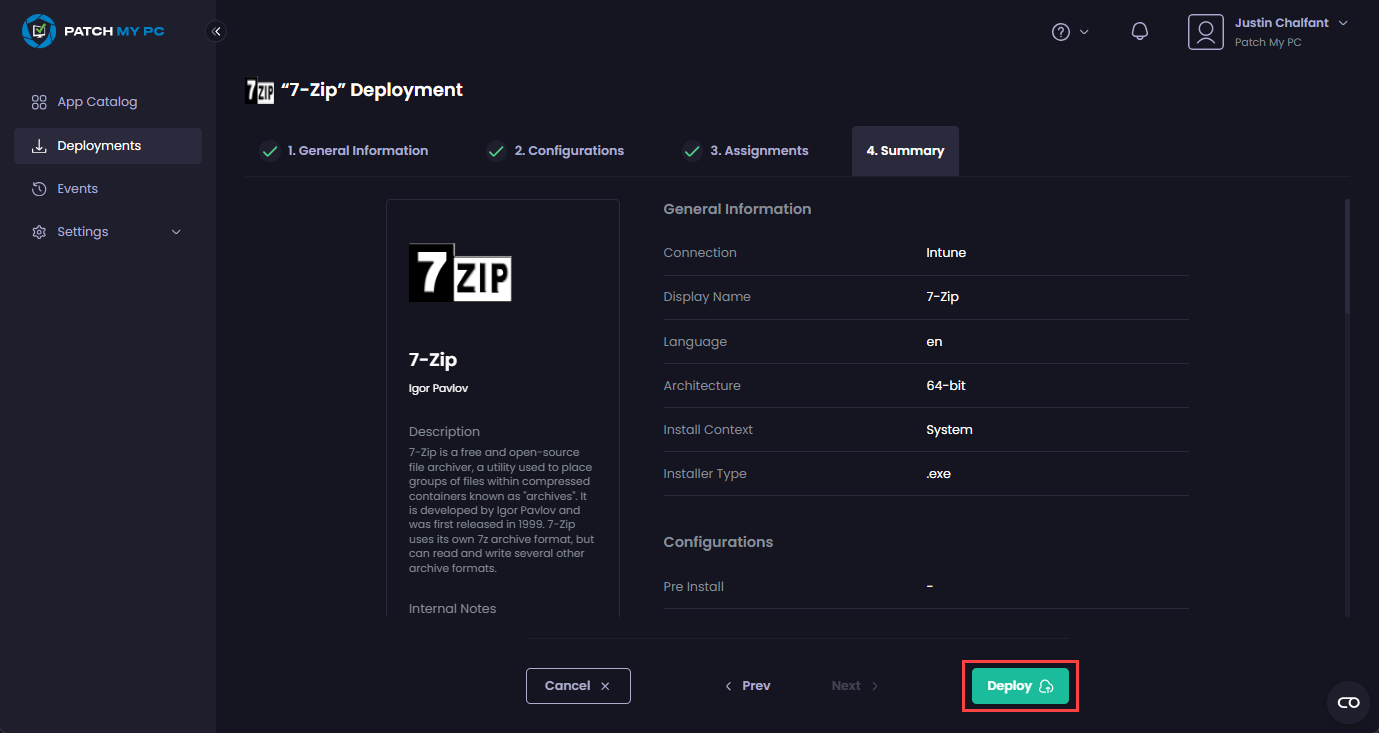 PATCH MY PC
Justin Chalfant
Patch My PC
App Catalog
Deployments
Events
Settings
7ZIP “7-Zip” Deployment
1. General Information
2. Configurations
3. Assignments
4. Summary
7ZIP
7-Zip
Igor Pavlov
Description
7-Zip is a free and open-source
file archiver, a utility used to place
groups of files within compressed
containers known as "archives". It
is developed by Igor Pavlov and
was first released in 1999. 7-Zip
uses its own 7z archive format, but
can read and write several other
archive formats.
Internal Notes
General Information
Connection Intune
Display Name 7-Zip
Language en
Architecture 64-bit
Install Context System
Installer Type .exe
Configurations
Pre Install -
Cancel
Prev
Next
Deploy